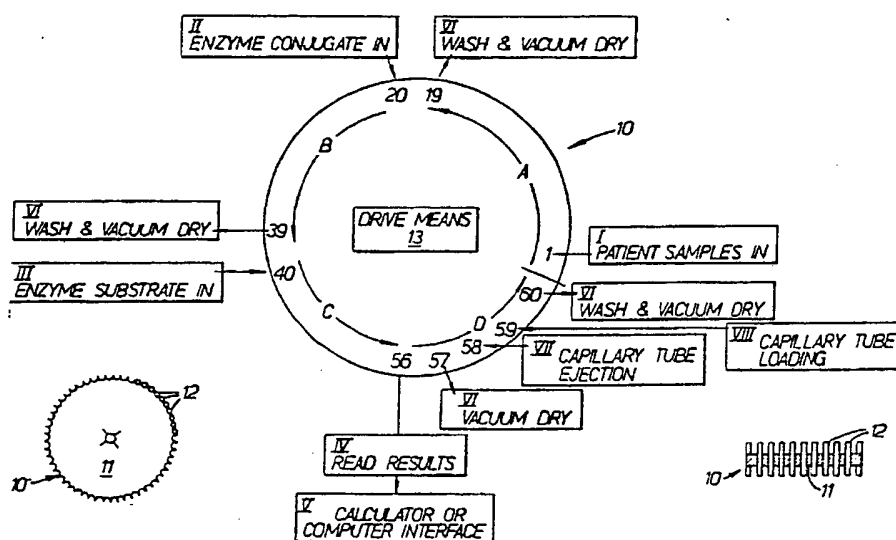 II
ENZYME CONJUGATE IN
VI
WASH & VACUUM DRY
20
19
10
B
A
VI
WASH & VACUUM DRY
39
DRIVE MEANS
13
1
I
PATIENT SAMPLES IN
III
ENZYME SUBSTRATE IN
40
60
VI
WASH & VACUUM DRY
C
D
59
VIII CAPILLARY TUBE
LOADING
58
VII CAPILLARY TUBE
EJECTION
56
57
VI
VACUUM DRY
12
11
10
IV
READ RESULTS
V CALCULATOR OR
COMPUTER INTERFACE
12
10
11